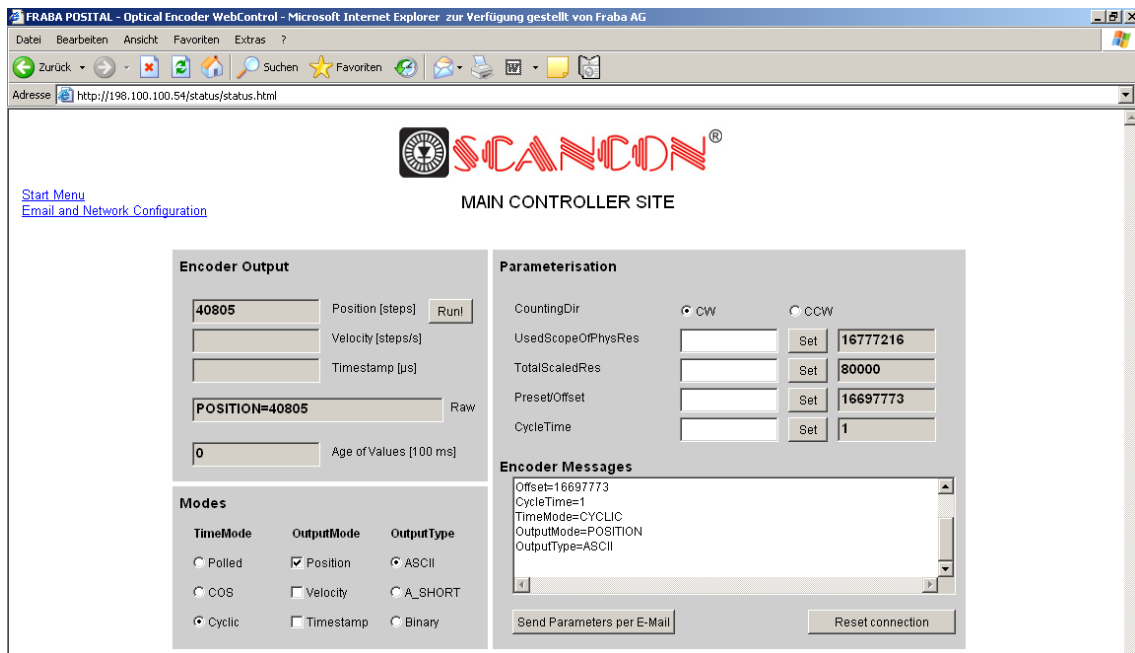 FRABA POSITAL - Optical Encoder WebControl - Microsoft Internet Explorer zur Verfügung gestellt von Fraba AG
Datei Bearbeiten Ansicht Favoriten Extras ?
Zurück Suchen Favoriten
Adresse http://198.100.100.54/status/status.html
SCANCON®
Start Menu
Email and Network Configuration
MAIN CONTROLLER SITE
Encoder Output
40805 Position [steps] Run!
Velocity [steps/s]
Timestamp [µs]
POSITION=40805 Raw
0 Age of Values [100 ms]
Modes
TimeMode OutputMode OutputType
Polled Position ASCII
COS Velocity A_SHORT
Cyclic Timestamp Binary
Parameterisation
CountingDir CW CCW
UsedScopeOfPhysRes Set 16777216
TotalScaledRes Set 80000
Preset/Offset Set 16697773
CycleTime Set 1
Encoder Messages
Offset=16697773
CycleTime=1
TimeMode=CYCLIC
OutputMode=POSITION
OutputType=ASCII
Send Parameters per E-Mail Reset connection